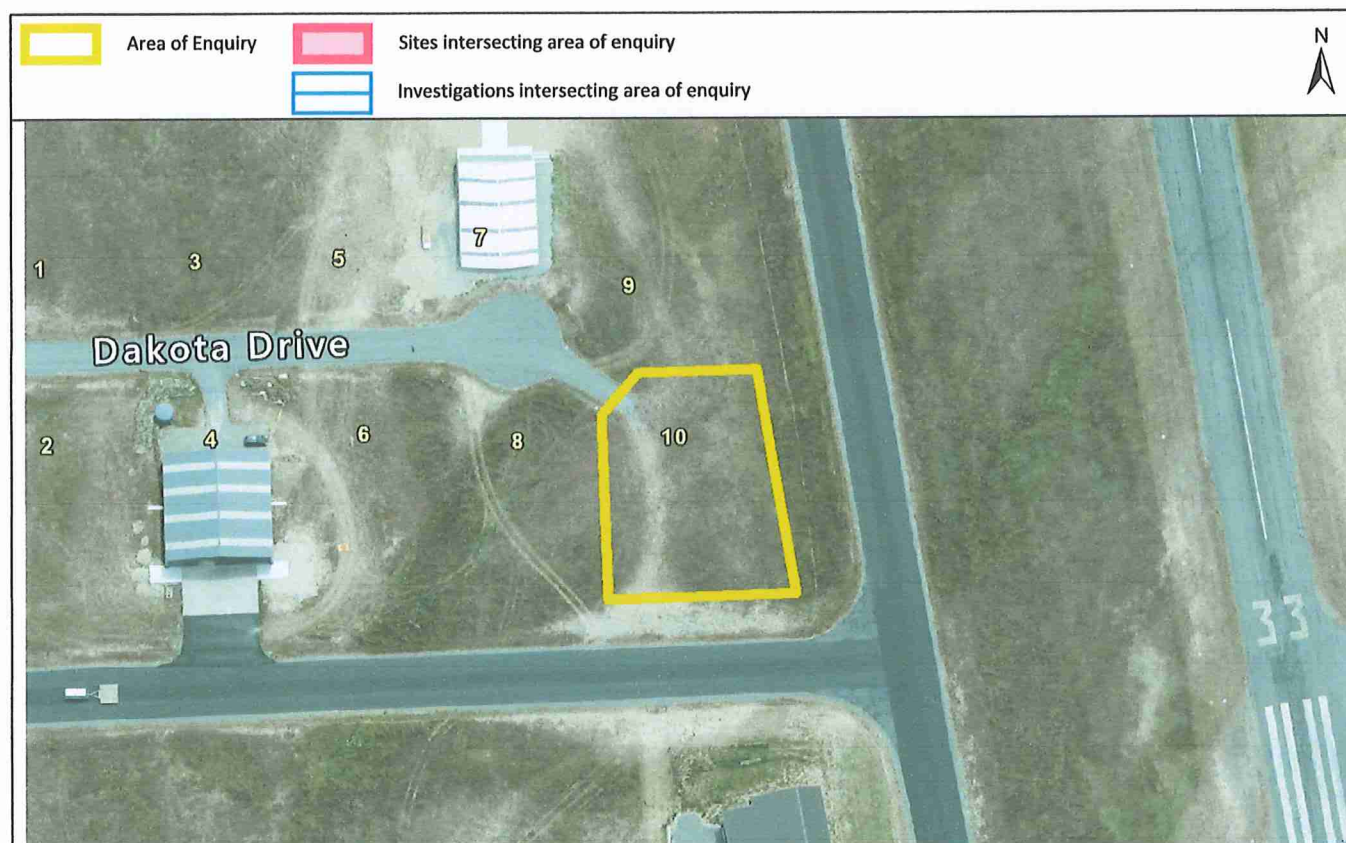 Area of Enquiry
Sites intersecting area of enquiry
N
Investigations intersecting area of enquiry
7
1
3
5
9
Dakota Drive
2
4
6
8
10
33